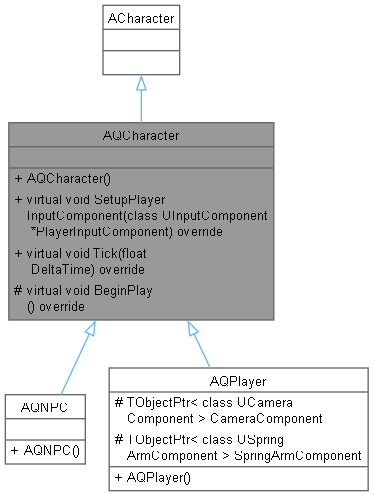 ACharacter
AQCharacter
+ AQCharacter()
+ virtual void SetupPlayer
InputComponent(class UInputComponent
*PlayerInputComponent) override
+ virtual void Tick(float
DeltaTime) override
# virtual void BeginPlay
() override
AQNPC
+ AQNPC()
AQPlayer
# TObjectPtr< class UCamera
Component > CameraComponent
# TObjectPtr< class USpring
ArmComponent > SpringArmComponent
+ AQPlayer()